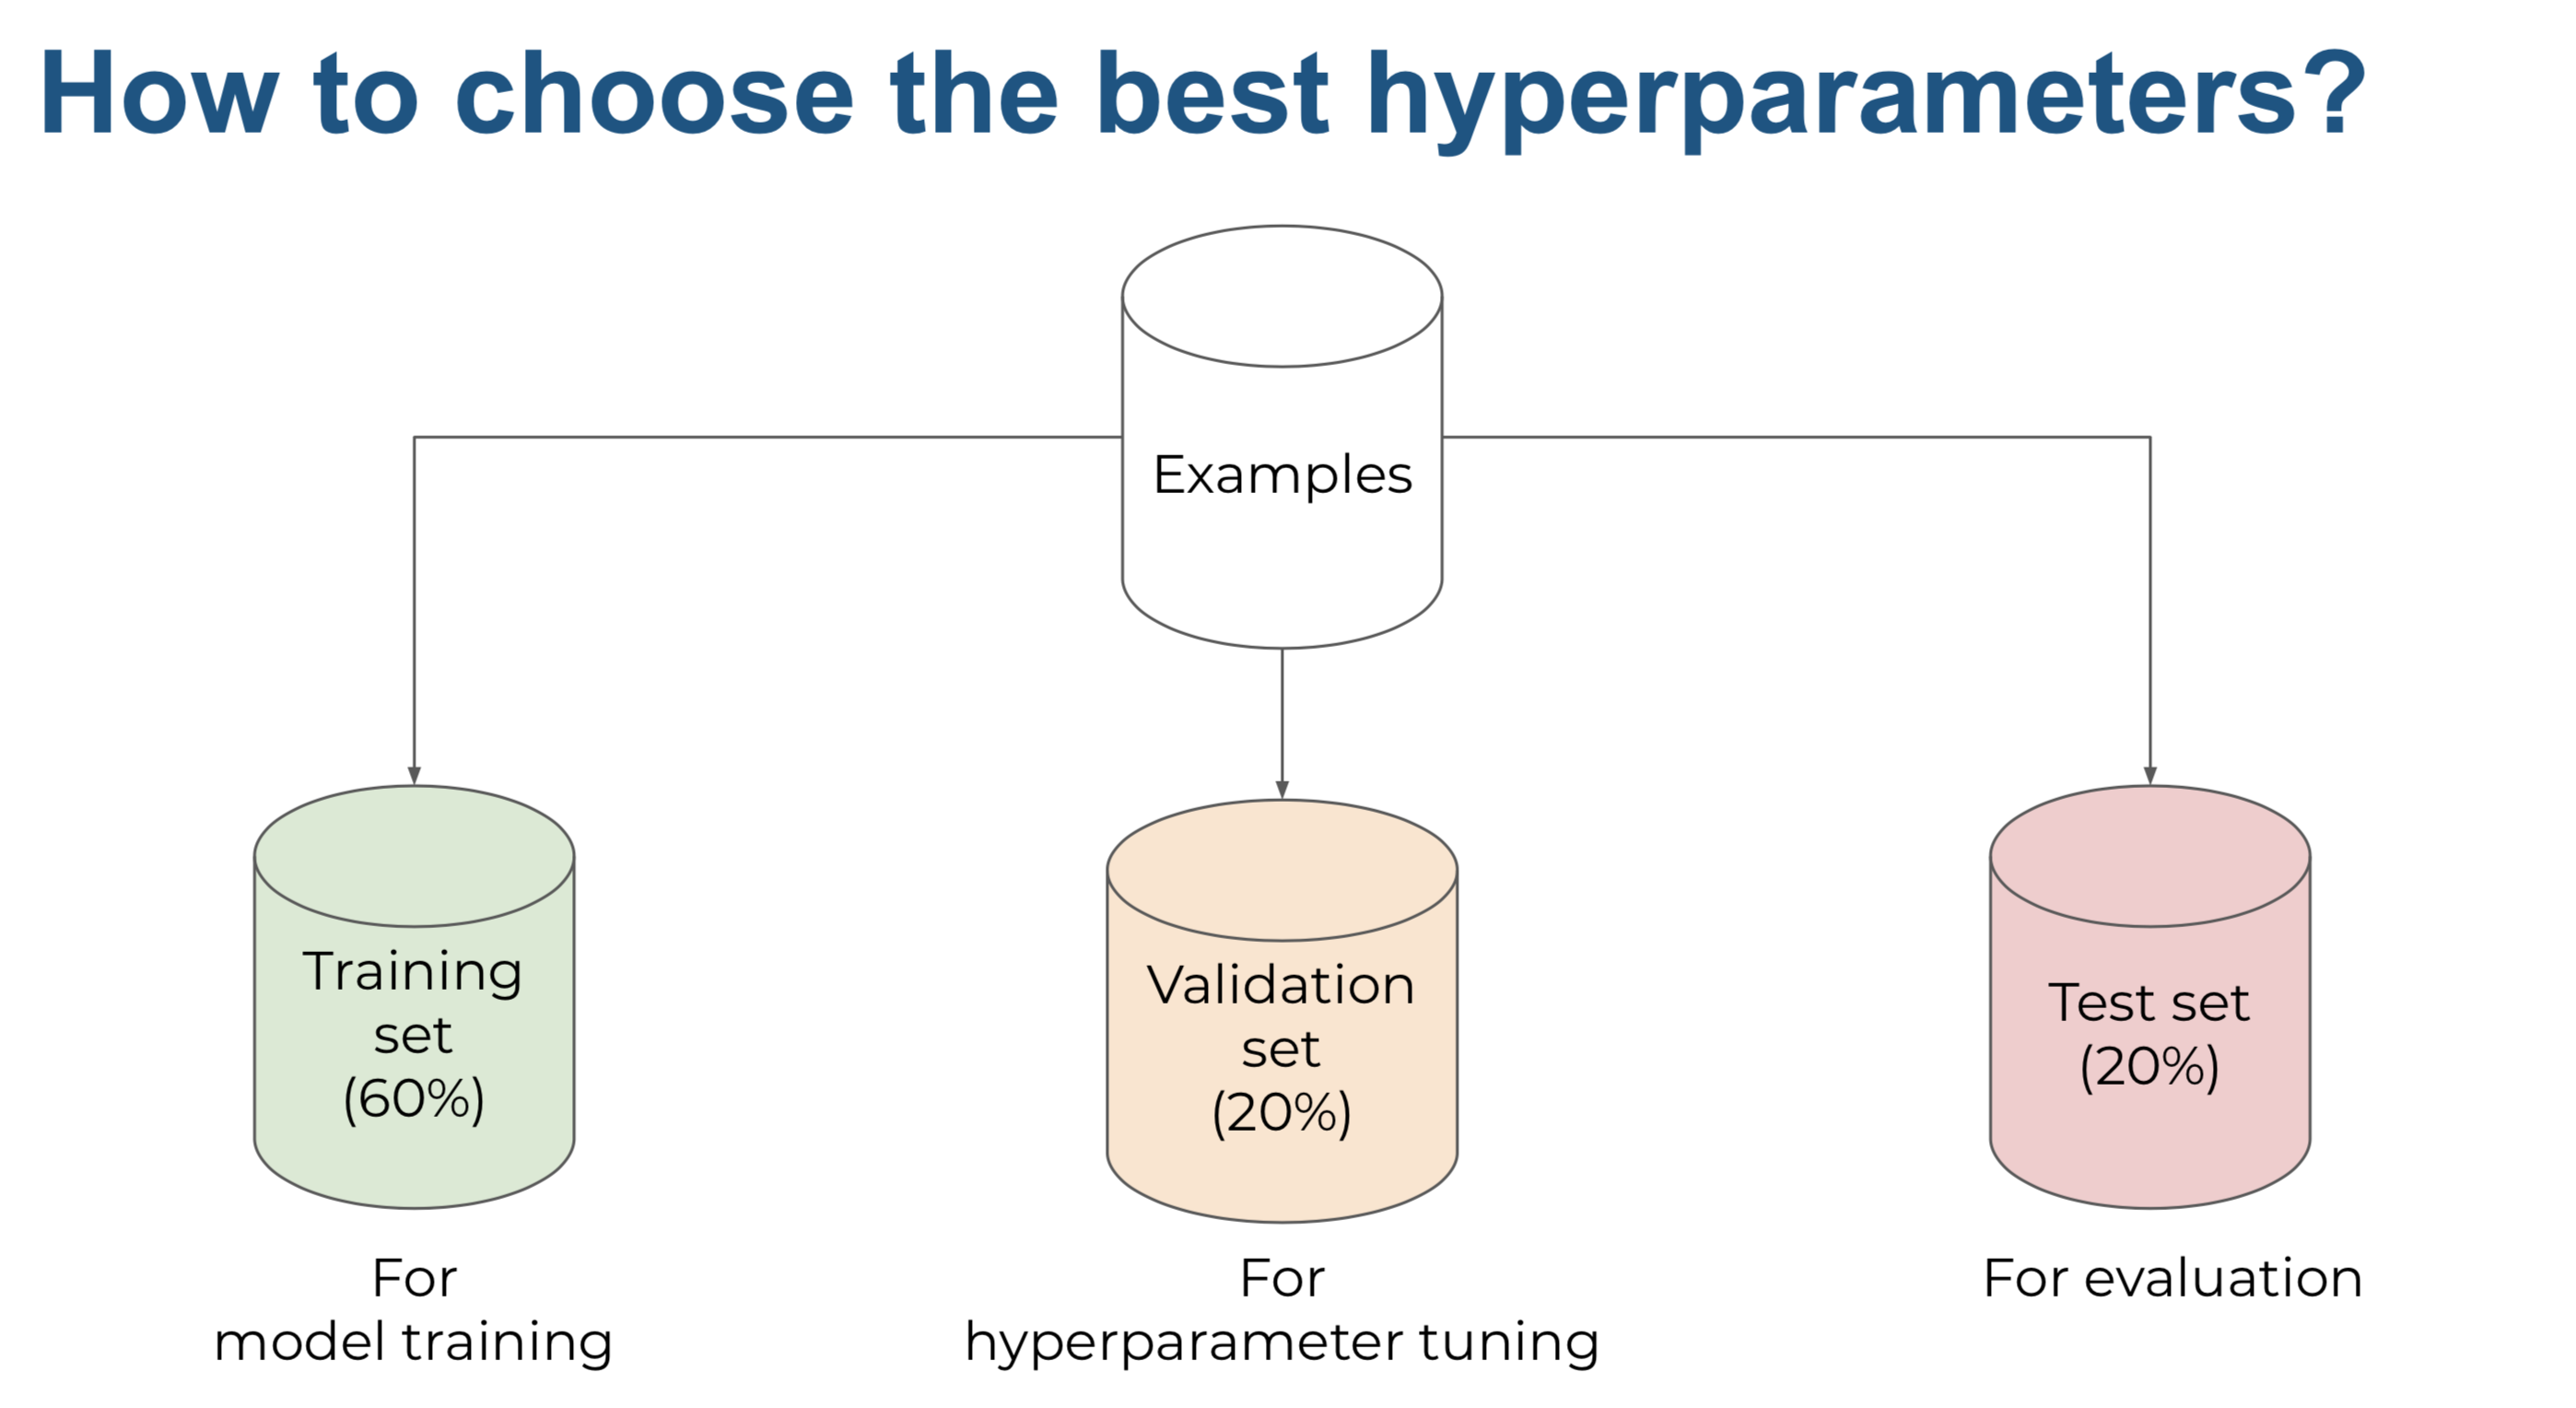 How to choose the best hyperparameters?
Examples
Training
set
(60%)
Validation
set
(20%)
Test set
(20%)
For
model training
For
hyperparameter tuning
For evaluation